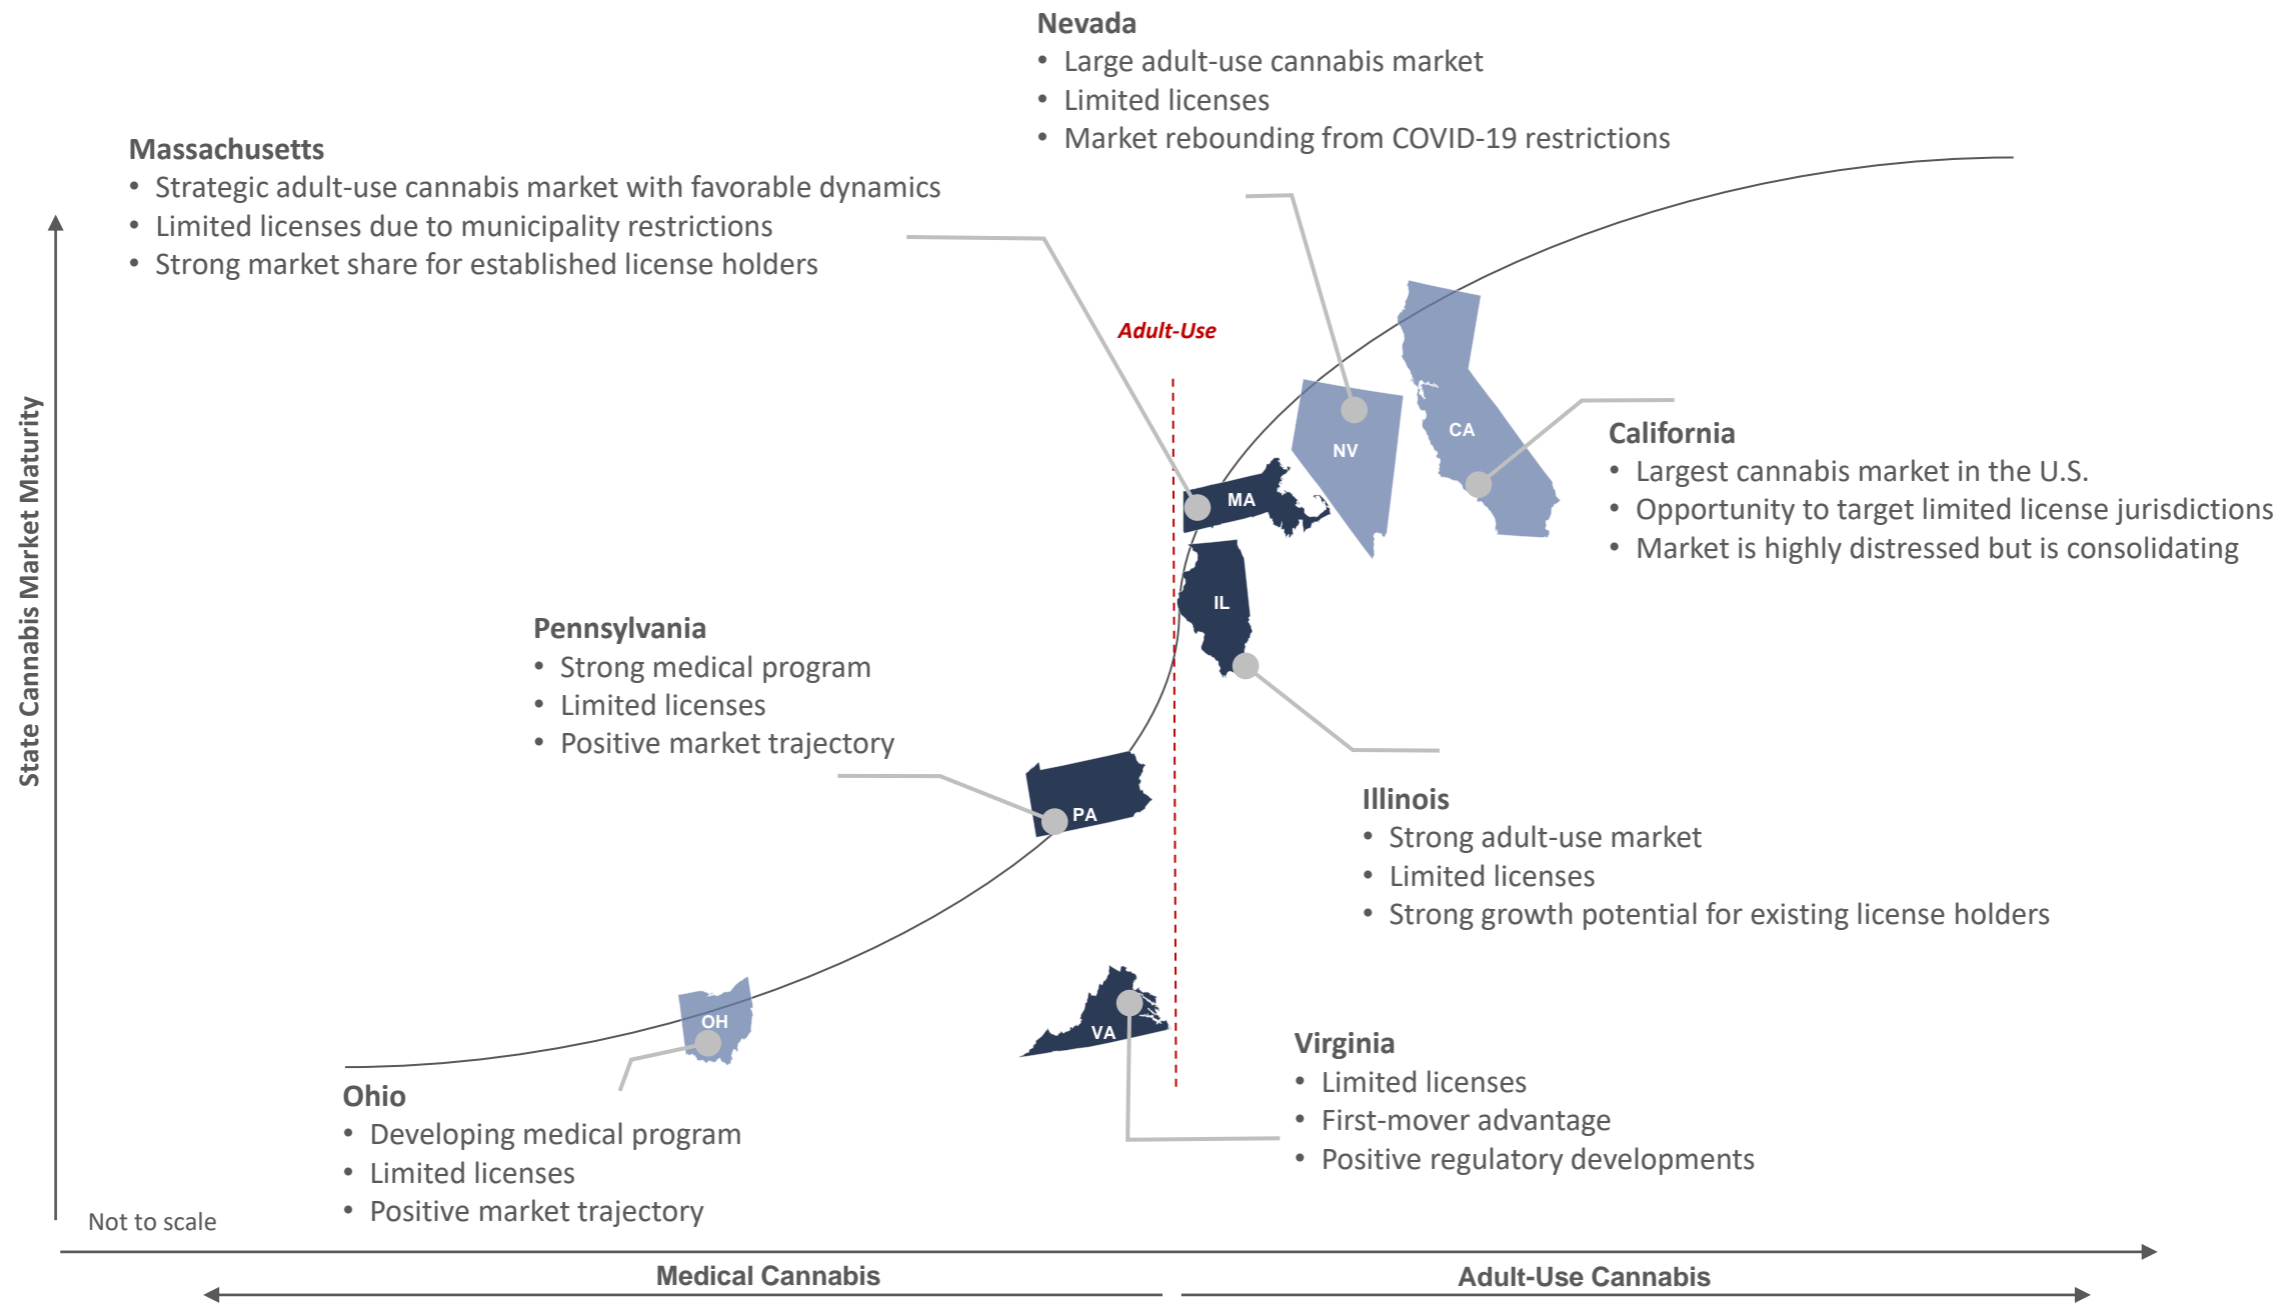 Nevada
• Large adult-use cannabis market
• Limited licenses
• Market rebounding from COVID-19 restrictions
Massachusetts
• Strategic adult-use cannabis market with favorable dynamics
• Limited licenses due to municipality restrictions
• Strong market share for established license holders
Adult-Use
State Cannabis Market Maturity
CA
NV
MA
California
• Largest cannabis market in the U.S.
• Opportunity to target limited license jurisdictions
• Market is highly distressed but is consolidating
IL
Pennsylvania
• Strong medical program
• Limited licenses
• Positive market trajectory
PA
Illinois
• Strong adult-use market
• Limited licenses
• Strong growth potential for existing license holders
OH
VA
Ohio
• Developing medical program
• Limited licenses
• Positive market trajectory
Virginia
• Limited licenses
• First-mover advantage
• Positive regulatory developments
Not to scale
Medical Cannabis
Adult-Use Cannabis